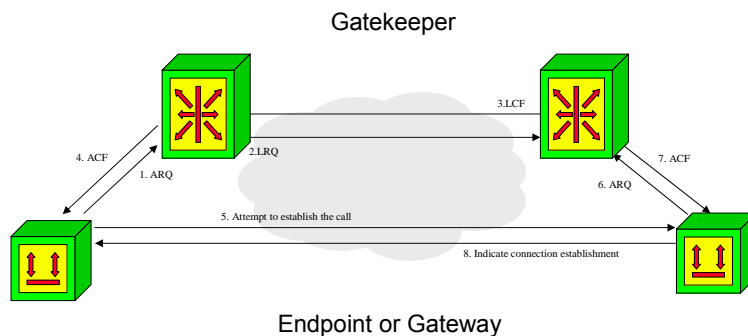 Gatekeeper
3.LCF
2.LRQ
4. ACF
1. ARQ
7. ACF
6. ARQ
5. Attempt to establish the call
8. Indicate connection establishment
Endpoint or Gateway